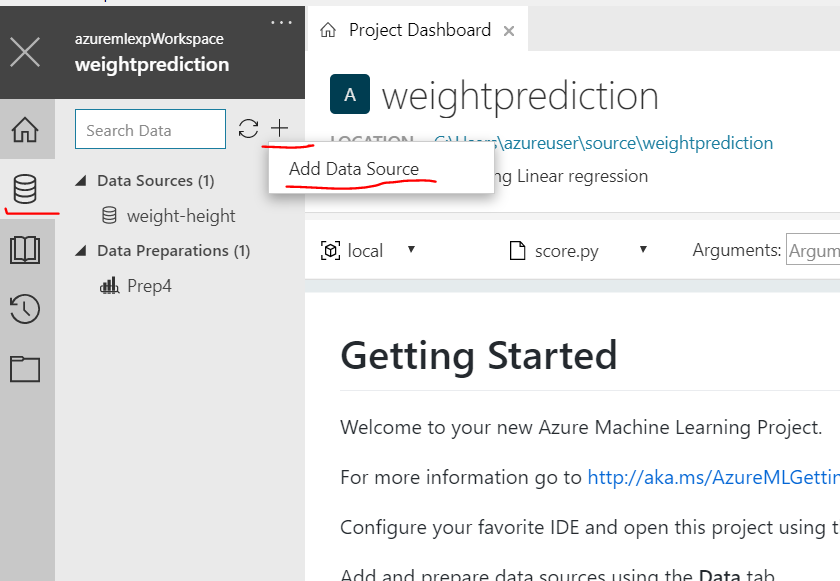 azuremlexpWorkspace
weightprediction
Project Dashboard
Search Data
Add Data Source
Data Sources (1)
weight-height
Data Preparations (1)
Prep4
A weightprediction
LOCATION C:\Users\azureuser\source\weightprediction
Linear regression
local
score.py
Arguments:
Getting Started
Welcome to your new Azure Machine Learning Project.
For more information go to http://aka.ms/AzureMLGettin
Configure your favorite IDE and open this project using t
Add and prepare data sources using the Data tab